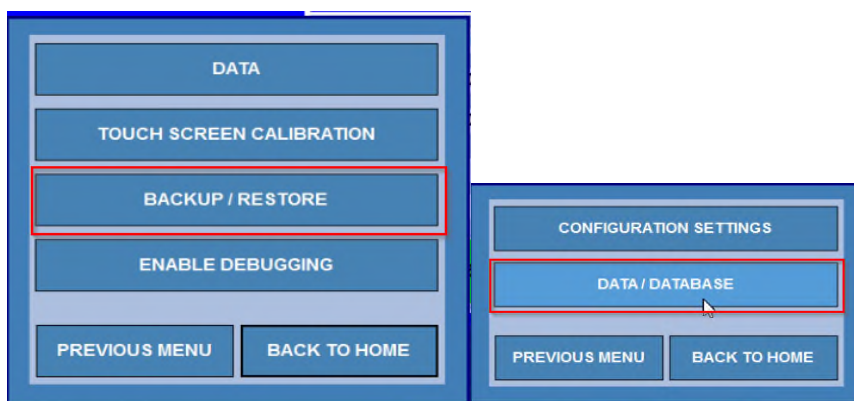 DATA
TOUCH SCREEN CALIBRATION
BACKUP / RESTORE
ENABLE DEBUGGING
PREVIOUS MENU
BACK TO HOME
CONFIGURATION SETTINGS
DATA / DATABASE
PREVIOUS MENU
BACK TO HOME